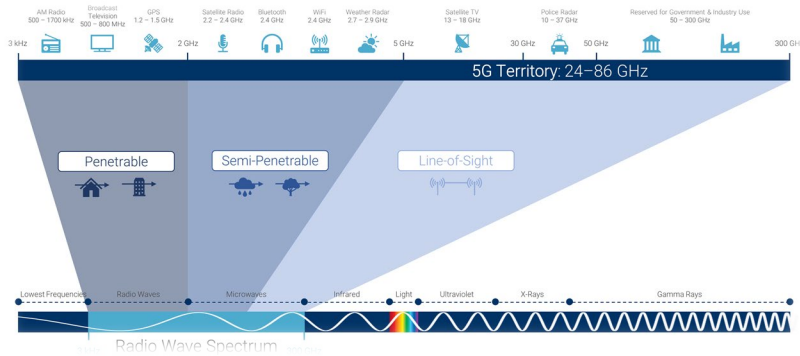 AM Radio
500 – 1700 kHz
Broadcast
Television
500 – 800 MHz
GPS
1.2 – 1.5 GHz
Satellite Radio
2.2 – 2.4 GHz
Bluetooth
2.4 GHz
WiFi
2.4 GHz
Weather Radar
2.7 – 2.9 GHz
Satellite TV
13 – 18 GHz
Police Radar
10 – 37 GHz
Reserved for Government & Industry Use
50 – 300 GHz
3 kHz
2 GHz
5 GHz
30 GHz
50 GHz
300 GH
5G Territory: 24–86 GHz
Penetrable
Semi-Penetrable
Line-of-Sight
Lowest Frequencies
Radio Waves
Microwaves
Infrared
Light
Ultraviolet
X-Rays
Gamma Rays
Radio Wave Spectrum